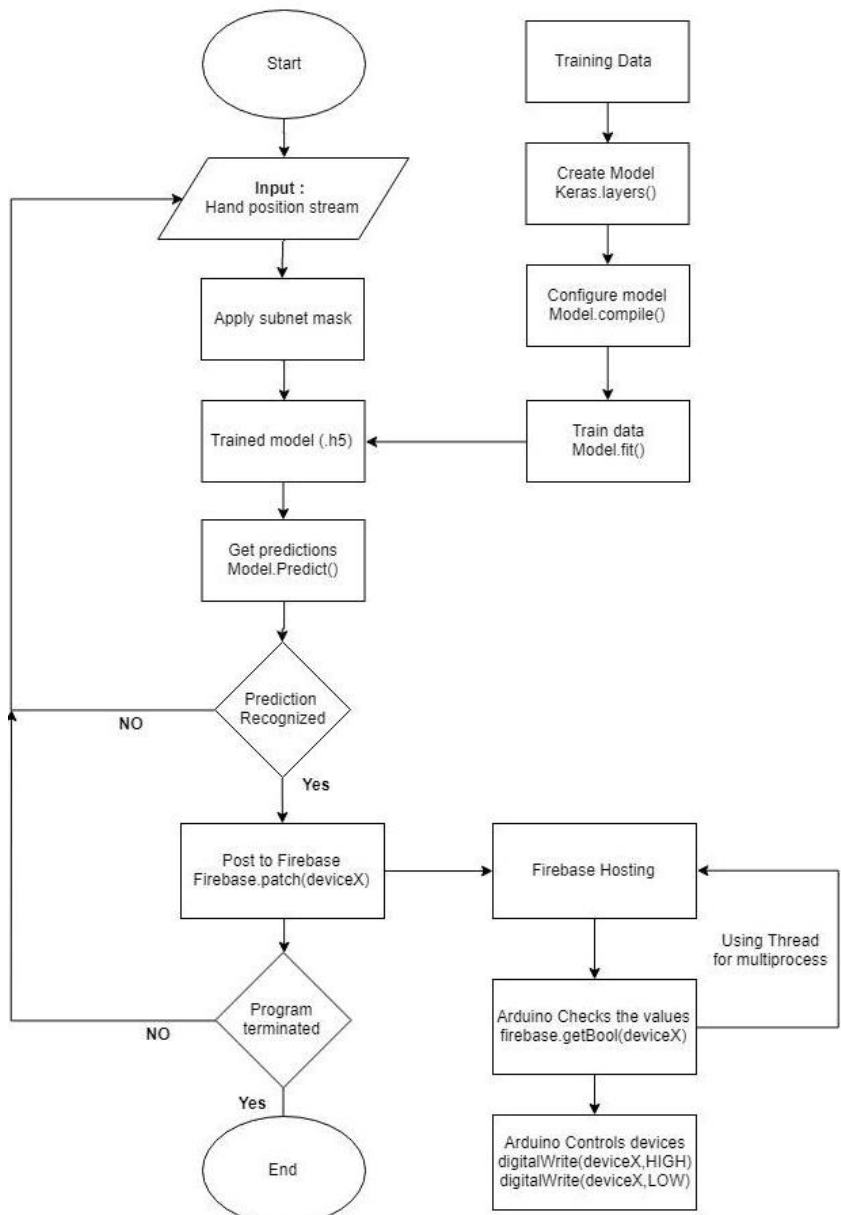 Start
Training Data
Input :
Hand position stream
Create Model
Keras.layers()
Apply subnet mask
Configure model
Model.compile()
Trained model (.h5)
Train data
Model.fit()
Get predictions
Model.Predict()
Prediction
Recognized
NO
Yes
Post to Firebase
Firebase.patch(deviceX)
Firebase Hosting
Using Thread
for multiprocess
Program
terminated
NO
Arduino Checks the values
firebase.getBool(deviceX)
Yes
End
Arduino Controls devices
digitalWrite(deviceX,HIGH)
digitalWrite(deviceX,LOW)